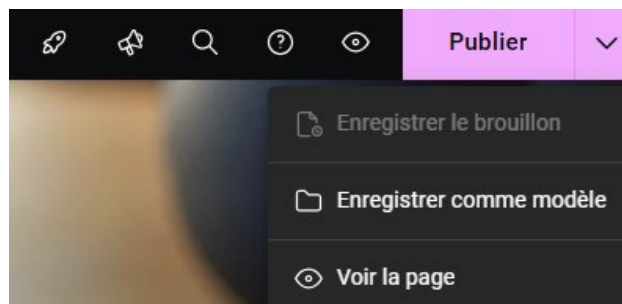 Publier
Enregistrer le brouillon
Enregistrer comme modèle
Voir la page